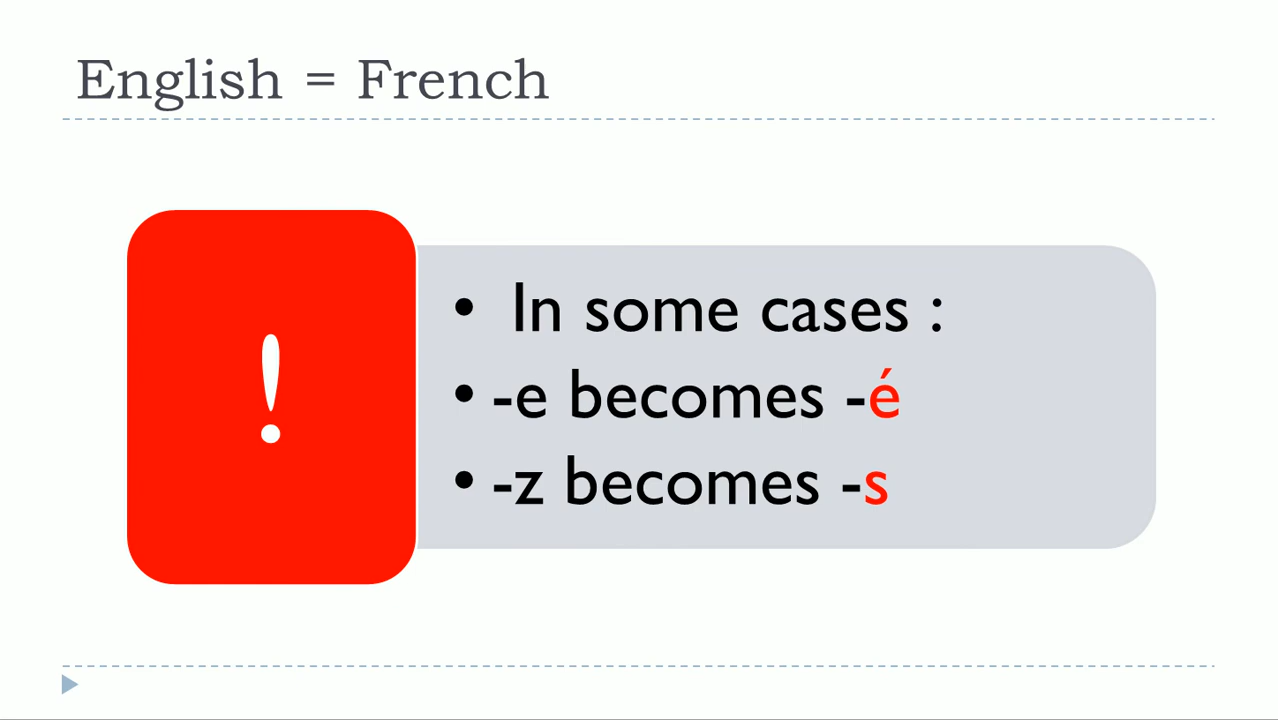 English = French
!
• In some cases :
• -e becomes -é
• -z becomes -s